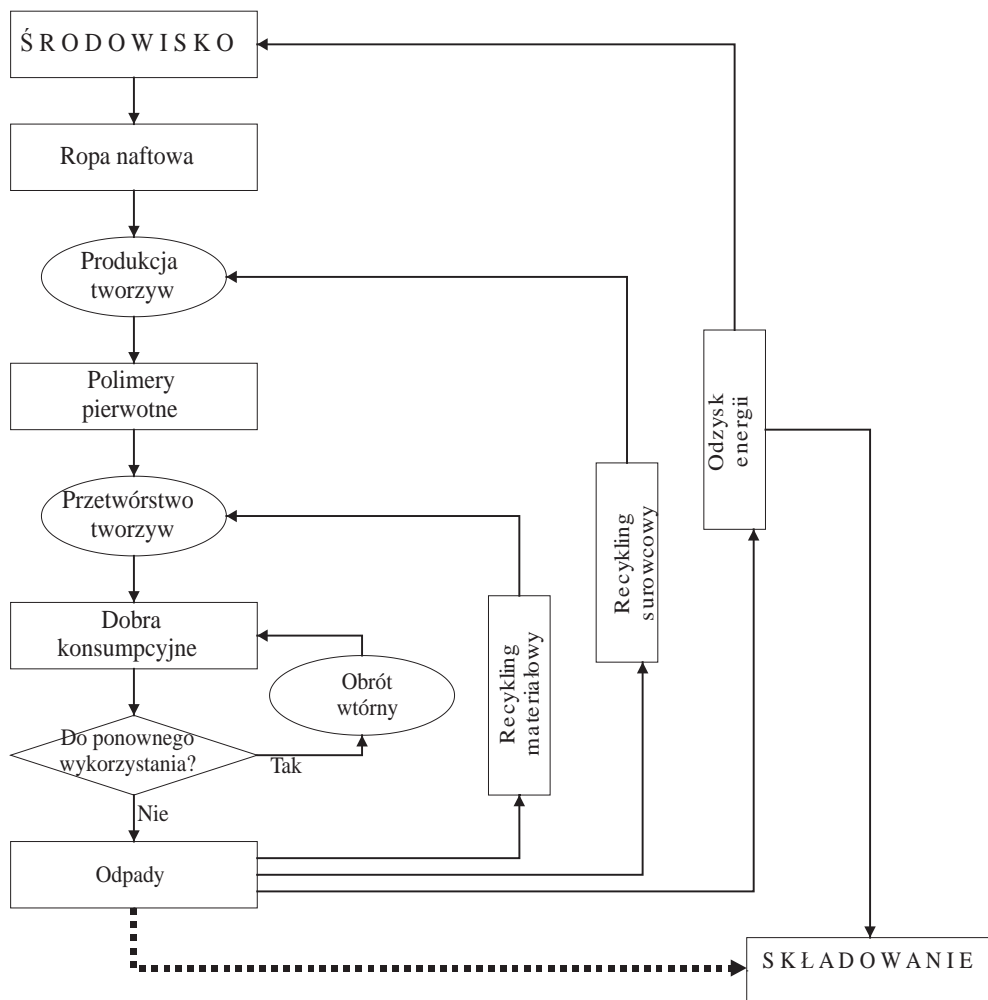 ŚRODOWISKO
Ropa naftowa
Produkcja
tworzyw
Polimery
pierwotne
Przetwórstwo
tworzyw
Dobra
konsumpcyjne
Obrót
wtórny
Do ponownego
wykorzystania?
Tak
Nie
Odpady
Recykling
materiałowy
Recykling
surowcowy
Odzysk
energii
SKŁADOWANIE